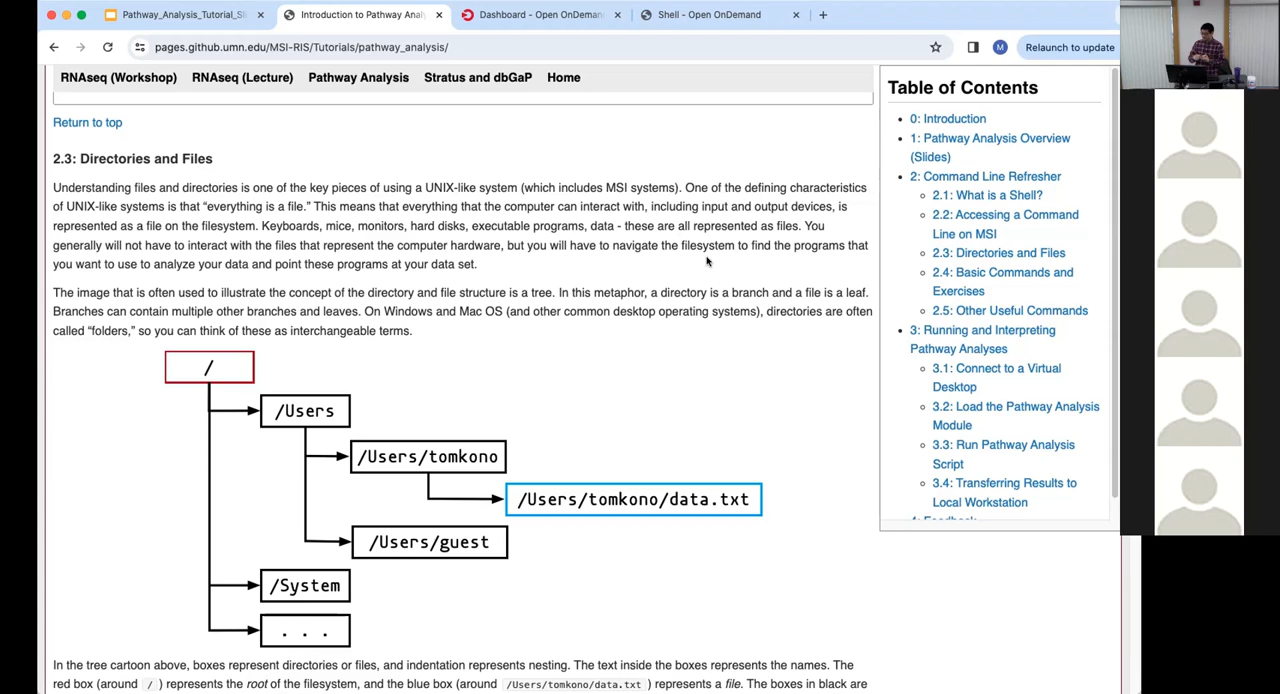 Pathway_Analysis_Tutorial_Sl
Introduction to Pathway Anal
Dashboard - Open OnDeman
Shell - Open OnDemand
pages.github.umn.edu/MSI-RIS/Tutorials/pathway_analysis/
M
Relaunch to update
RNAseq (Workshop)
RNAseq (Lecture)
Pathway Analysis
Stratus and dbGaP
Home
Return to top
2.3: Directories and Files
Understanding files and directories is one of the key pieces of using a UNIX-like system (which includes MSI systems). One of the defining characteristics
of UNIX-like systems is that “everything is a file.” This means that everything that the computer can interact with, including input and output devices, is
represented as a file on the filesystem. Keyboards, mice, monitors, hard disks, executable programs, data - these are all represented as files. You
generally will not have to interact with the files that represent the computer hardware, but you will have to navigate the filesystem to find the programs that
you want to use to analyze your data and point these programs at your data set.
The image that is often used to illustrate the concept of the directory and file structure is a tree. In this metaphor, a directory is a branch and a file is a leaf.
Branches can contain multiple other branches and leaves. On Windows and Mac OS (and other common desktop operating systems), directories are often
called “folders,” so you can think of these as interchangeable terms.
/
/Users
/Users/tomkono
/Users/tomkono/data.txt
/Users/guest
/System
. . .
In the tree cartoon above, boxes represent directories or files, and indentation represents nesting. The text inside the boxes represents the names. The
red box (around / ) represents the root of the filesystem, and the blue box (around /Users/tomkono/data.txt ) represents a file. The boxes in black are
Table of Contents
0: Introduction
1: Pathway Analysis Overview
(Slides)
2: Command Line Refresher
2.1: What is a Shell?
2.2: Accessing a Command
Line on MSI
2.3: Directories and Files
2.4: Basic Commands and
Exercises
2.5: Other Useful Commands
3: Running and Interpreting
Pathway Analyses
3.1: Connect to a Virtual
Desktop
3.2: Load the Pathway Analysis
Module
3.3: Run Pathway Analysis
Script
3.4: Transferring Results to
Local Workstation